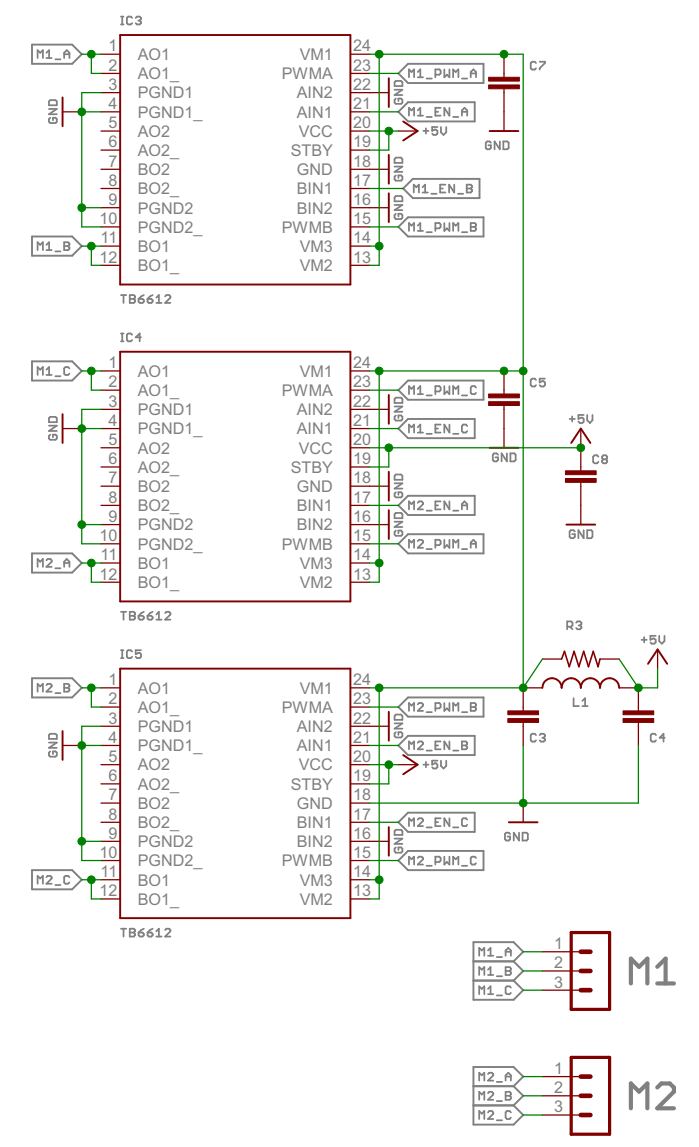 IC3
M1_A 1 AO1 VM1 24
2 AO1_ PWMA 23 M1_PWM_A C7
3 PGND1 AIN2 22 GND
GND 4 PGND1_ AIN1 21 M1_EN_A
5 AO2 VCC 20 +5V
6 AO2_ STBY 19 GND
7 BO2 GND 18 GND
8 BO2_ BIN1 17 M1_EN_B
9 PGND2 BIN2 16 GND
10 PGND2_ PWMB 15 M1_PWM_B
M1_B 11 BO1 VM3 14
12 BO1_ VM2 13
TB6612
IC4
M1_C 1 AO1 VM1 24
2 AO1_ PWMA 23 M1_PWM_C C5
3 PGND1 AIN2 22 GND
GND 4 PGND1_ AIN1 21 M1_EN_C +5V
5 AO2 VCC 20
6 AO2_ STBY 19 GND C8
7 BO2 GND 18 GND
8 BO2_ BIN1 17 M2_EN_A
9 PGND2 BIN2 16 GND
10 PGND2_ PWMB 15 M2_PWM_A GND
M2_A 11 BO1 VM3 14
12 BO1_ VM2 13
TB6612
R3
+5V
IC5
M2_B 1 AO1 VM1 24
2 AO1_ PWMA 23 M2_PWM_B L1
3 PGND1 AIN2 22 GND
GND 4 PGND1_ AIN1 21 M2_EN_B C3 C4
5 AO2 VCC 20 +5V
6 AO2_ STBY 19
7 BO2 GND 18
8 BO2_ BIN1 17 M2_EN_C
9 PGND2 BIN2 16 GND GND
10 PGND2_ PWMB 15 M2_PWM_C
M2_C 11 BO1 VM3 14
12 BO1_ VM2 13
TB6612
M1_A 1
M1_B 2 M1
M1_C 3
M2_A 1
M2_B 2 M2
M2_C 3